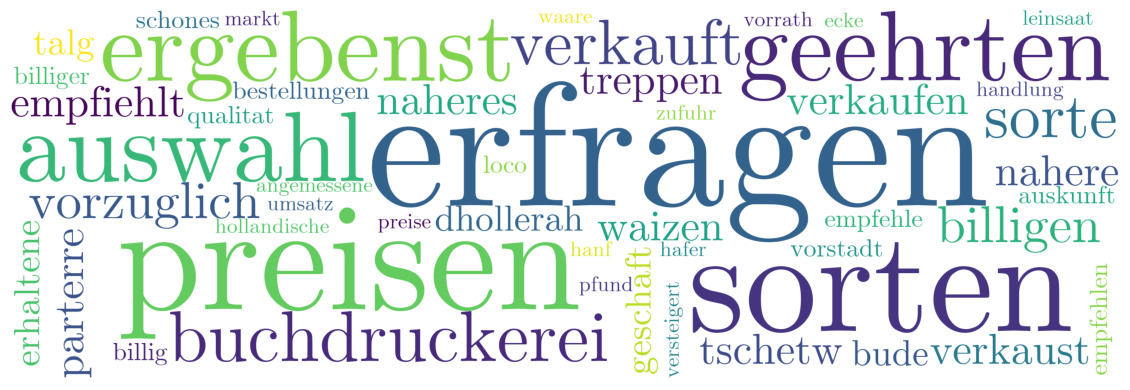 schones markt waare vorrath ecke leinsaat
talg ergebenst verkauft geehrten
billiger bestellungen treppen handlung
empfiehlt qualitat naheres zufuhr verkaufen sorte
auswahl erfragen
loco nahere
angemessene auskunft
vorzuglich umsatz
hollandische preise dhollerah waizen empfehle billigen
erhaltene parterre preisen hanf hafer vorstadt
pfund geschaft versteigert sorten empfehlen
billig buchdruckerei tschetw bude verkaust